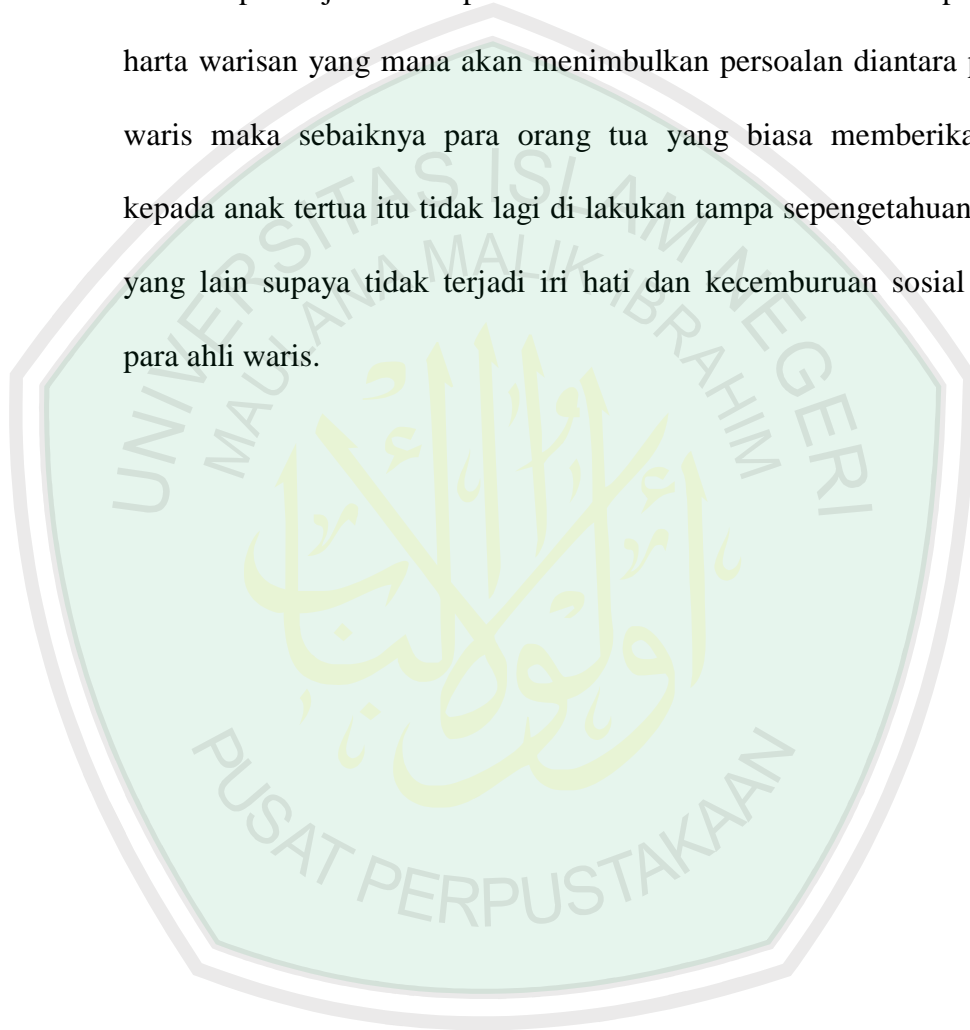 harta warisan yang mana akan menimbulkan persoalan diantara
waris maka sebaiknya para orang tua yang biasa
kepada anak tertua itu tidak lagi di lakukan tampa sepengetahuan
yang lain supaya tidak terjadi iri hati dan kecemburuan sosial
para ahli waris.
UNIVERSITAS ISLAM NEGERI
MAULANA MALIK IBRAHIM
أولوا الألباب
PUSAT PERPUSTAKAAN